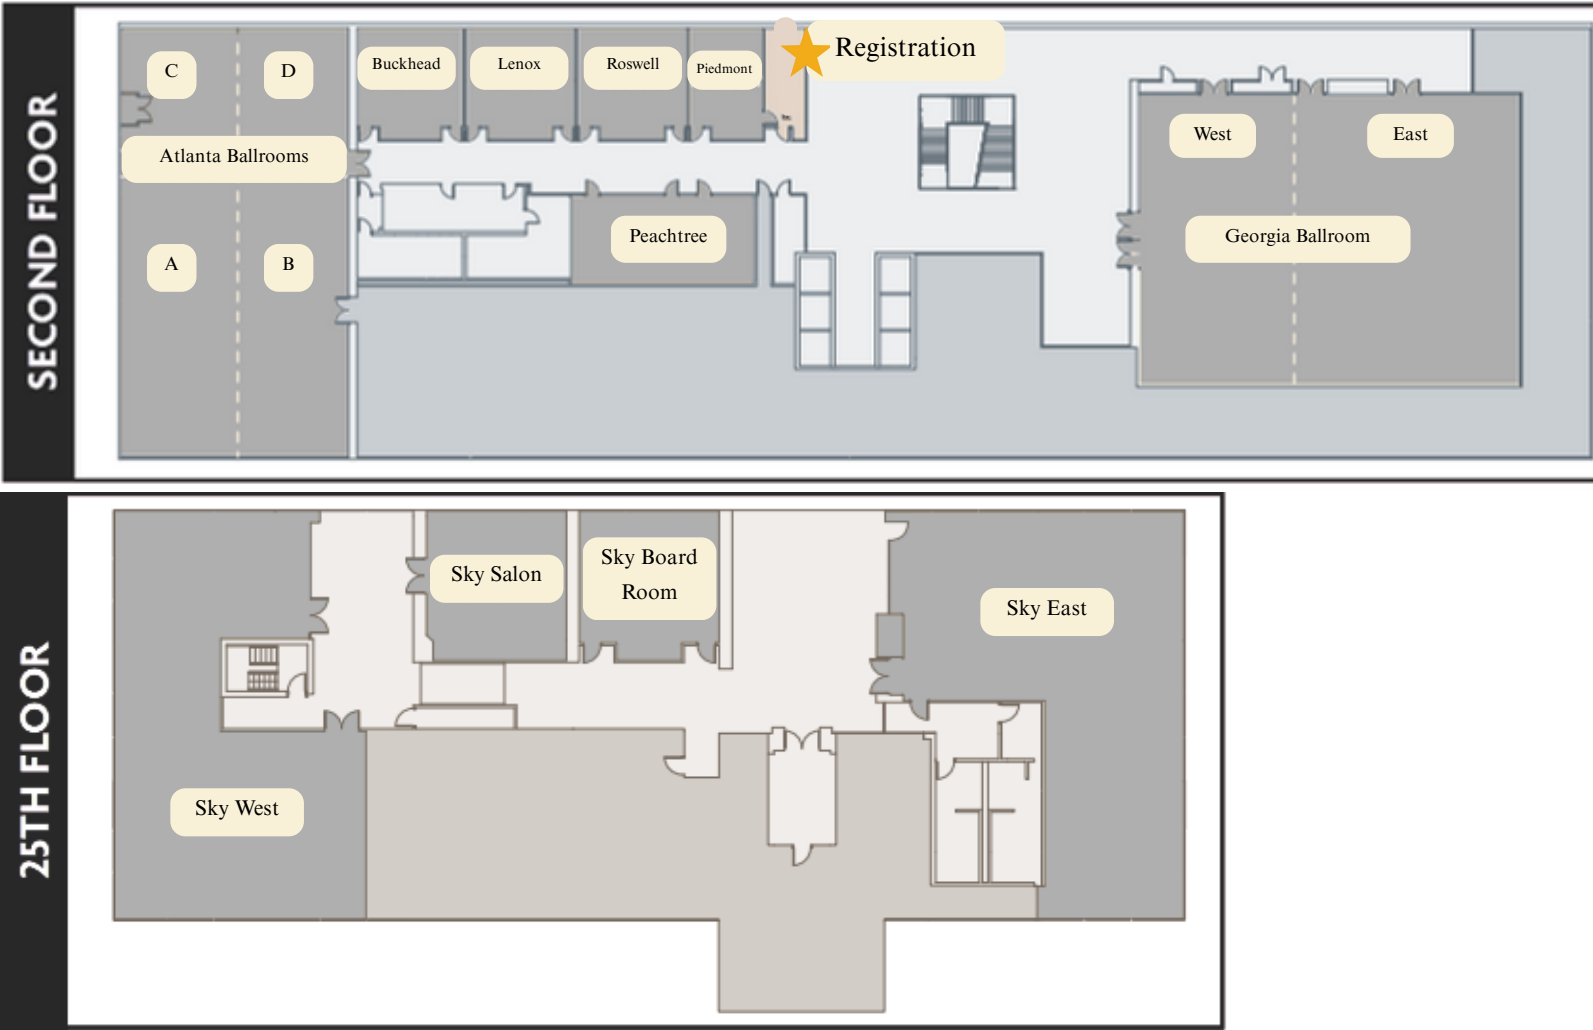 SECOND FLOOR
C
D
Buckhead
Lenox
Roswell
Piedmont
Registration
Atlanta Ballrooms
West
East
A
B
Peachtree
Georgia Ballroom
25TH FLOOR
Sky Salon
Sky Board
Room
Sky East
Sky West